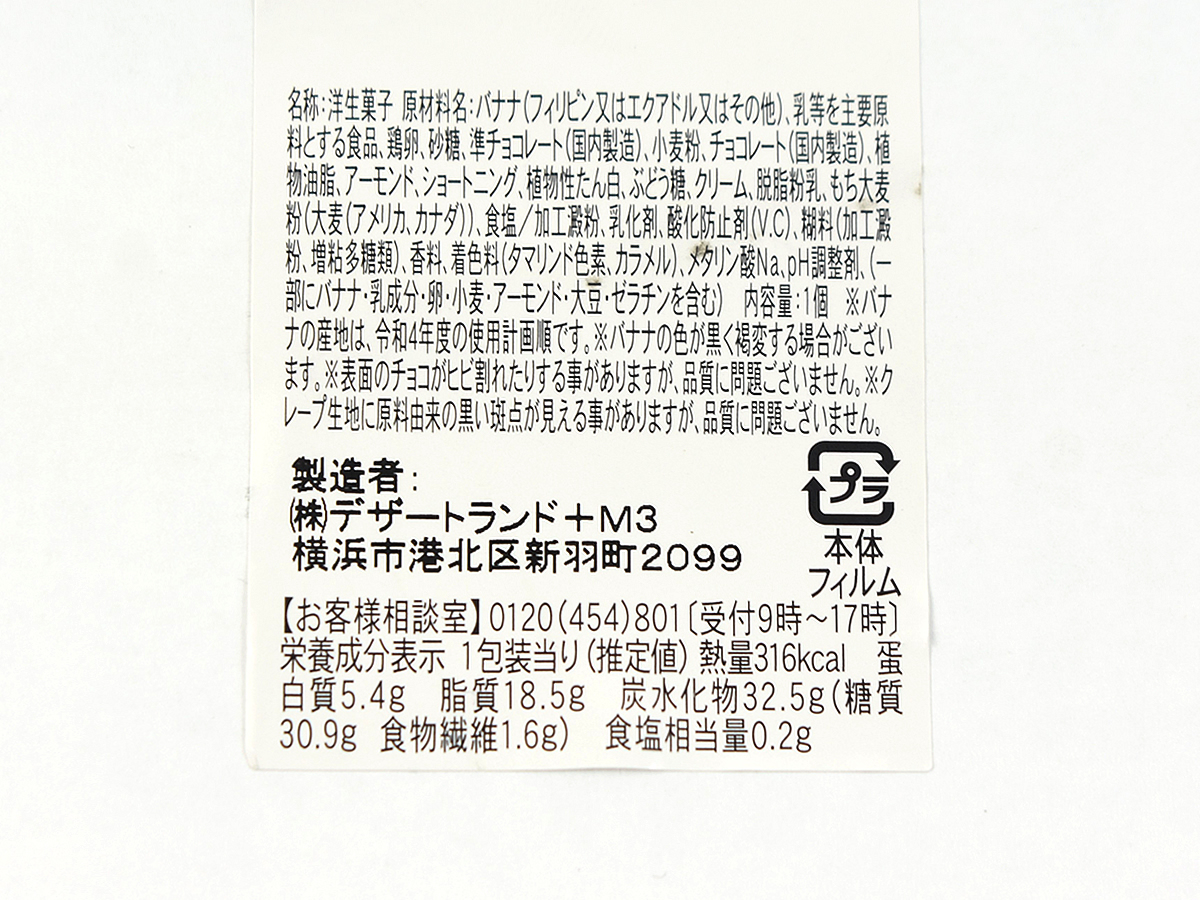 名称:洋生菓子 原材料名:バナナ(フィリピン又はエクアドル又はその他)、乳等を主要原
料とする食品、鶏卵、砂糖、準チョコレート(国内製造)、小麦粉、チョコレート(国内製造)、植
物油脂、アーモンド、ショートニング、植物性たん白、ぶどう糖、クリーム、脱脂粉乳、もち大麦
粉(大麦(アメリカ、カナダ))、食塩/加工澱粉、乳化剤、酸化防止剤(V.C)、糊料(加工澱
粉、増粘多糖類)、香料、着色料(タマリンド色素、カラメル)、メタリン酸Na、pH調整剤、(一
部にバナナ・乳成分・卵・小麦・アーモンド・大豆・ゼラチンを含む) 内容量:1個 ※バナ
ナの産地は、令和4年度の使用計画順です。※バナナの色が黒く褐変する場合がござい
ます。※表面のチョコがヒビ割れたりする事がありますが、品質に問題ございません。※ク
レープ生地に原料由来の黒い斑点が見える事がありますが、品質に問題ございません。
製造者:
(株)デザートランド+M3
横浜市港北区新羽町2099
プラ
本体
フィルム
【お客様相談室】0120(454)801〔受付9時~17時〕
栄養成分表示 1包装当り(推定値) 熱量316kcal 蛋
白質5.4g 脂質18.5g 炭水化物32.5g(糖質
30.9g 食物繊維1.6g) 食塩相当量0.2g